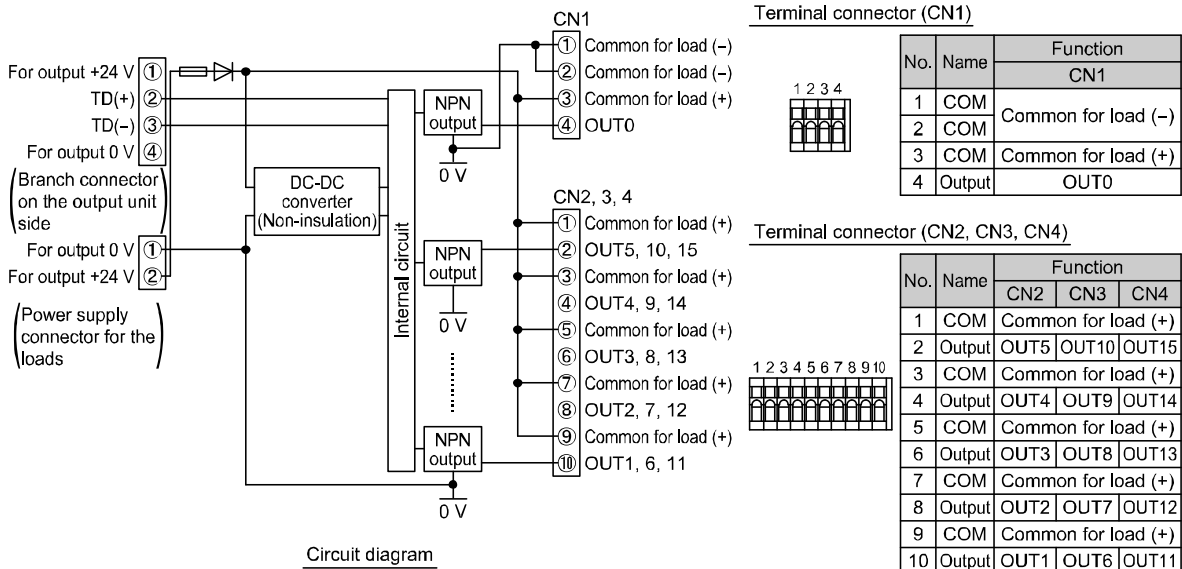 For output +24 V ①
TD(+) ②
TD(–) ③
For output 0 V ④
(Branch connector
on the output unit
side)
For output 0 V ①
For output +24 V ②
(Power supply
connector for the
loads)
DC-DC
converter
(Non-insulation)
Internal circuit
NPN
output
0 V
NPN
output
0 V
NPN
output
0 V
CN1
① Common for load (–)
② Common for load (–)
③ Common for load (+)
④ OUT0
CN2, 3, 4
① Common for load (+)
② OUT5, 10, 15
③ Common for load (+)
④ OUT4, 9, 14
⑤ Common for load (+)
⑥ OUT3, 8, 13
⑦ Common for load (+)
⑧ OUT2, 7, 12
⑨ Common for load (+)
⑩ OUT1, 6, 11
Circuit diagram
Terminal connector (CN1)
1 2 3 4
No. Name Function
CN1
1 COM Common for load (–)
2 COM
3 COM Common for load (+)
4 Output OUT0
Terminal connector (CN2, CN3, CN4)
1 2 3 4 5 6 7 8 9 10
No. Name Function
CN2 CN3 CN4
1 COM Common for load (+)
2 Output OUT5 OUT10 OUT15
3 COM Common for load (+)
4 Output OUT4 OUT9 OUT14
5 COM Common for load (+)
6 Output OUT3 OUT8 OUT13
7 COM Common for load (+)
8 Output OUT2 OUT7 OUT12
9 COM Common for load (+)
10 Output OUT1 OUT6 OUT11